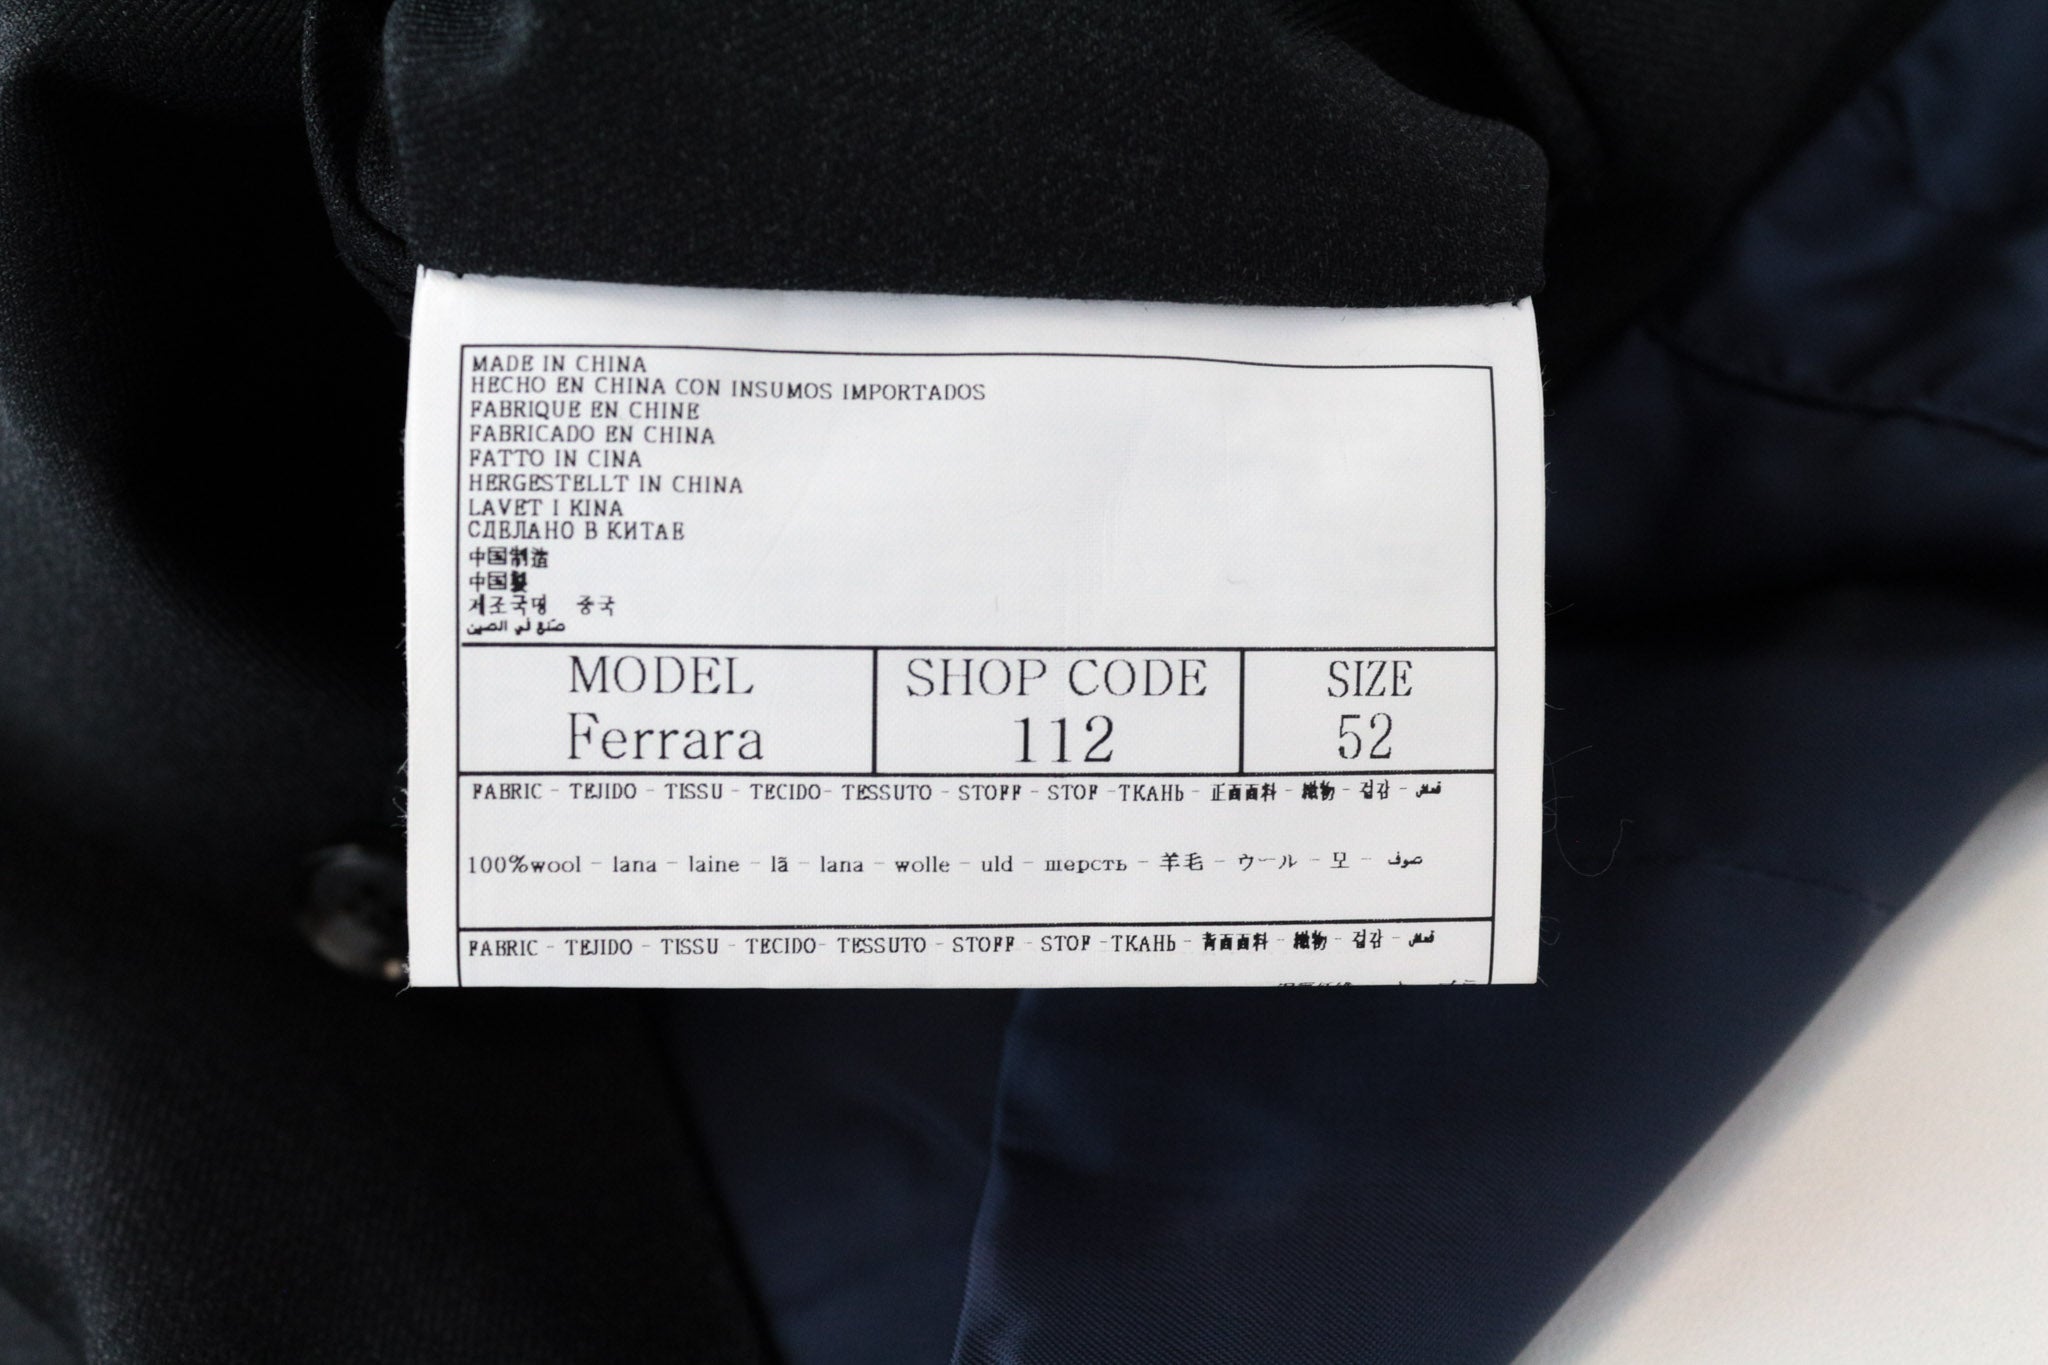 MADE IN CHINA
HECHO EN CHINA CON INSUMOS IMPORTADOS
FABRIQUE EN CHINE
FABRICADO EN CHINA
FATTO IN CINA
HERGESTELLT IN CHINA
LAVET I KINA
СДЕЛАНО В КИТАЕ
中国制造
中国製
제조국명 중국
صنع في الصين
MODEL SHOP CODE SIZE
Ferrara 112 52
FABRIC - TEJIDO - TISSU - TECIDO- TESSUTO - STOFF - STOF -ТКАНЬ - 正面面料 - 織物 - 겉감 - قماش
100%wool - lana - laine - lã - lana - wolle - uld - шерсть - 羊毛 - ウール - 모 - صوف
FABRIC - TEJIDO - TISSU - TECIDO- TESSUTO - STOFF - STOF -ТКАНЬ - 背面面料 - 織物 - 겉감 - قماش